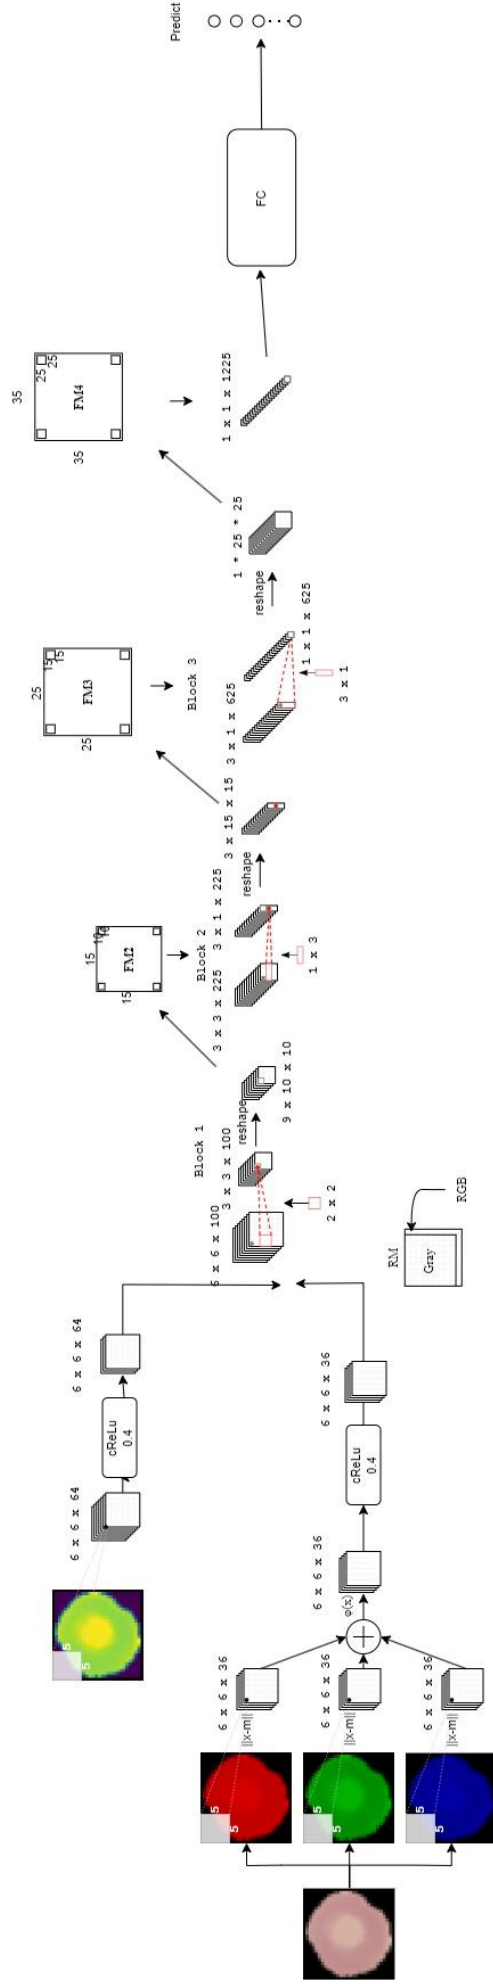 5
5
6 x 6 x 64
cReLu
0.4
6 x 6 x 64
5
5
||x-m||
6 x 6 x 36
5
5
||x-m||
6 x 6 x 36
5
5
||x-m||
6 x 6 x 36
φ(x)
6 x 6 x 36
cReLu
0.4
6 x 6 x 36
RM
Gray
RGB
6 x 6 x 100
2 x 2
Block 1
3 x 3 x 100
reshape
9 x 10 x 10
15
15
10
FM2
Block 2
3 x 3 x 225
1 x 3
3 x 1 x 225
reshape
3 x 15 x 15
25
25
15
15
FM3
Block 3
3 x 1 x 625
3 x 1
1 x 1 x 625
reshape
1 * 25 * 25
35
35
25
25
FM4
1 x 1 x 1225
FC
Predict